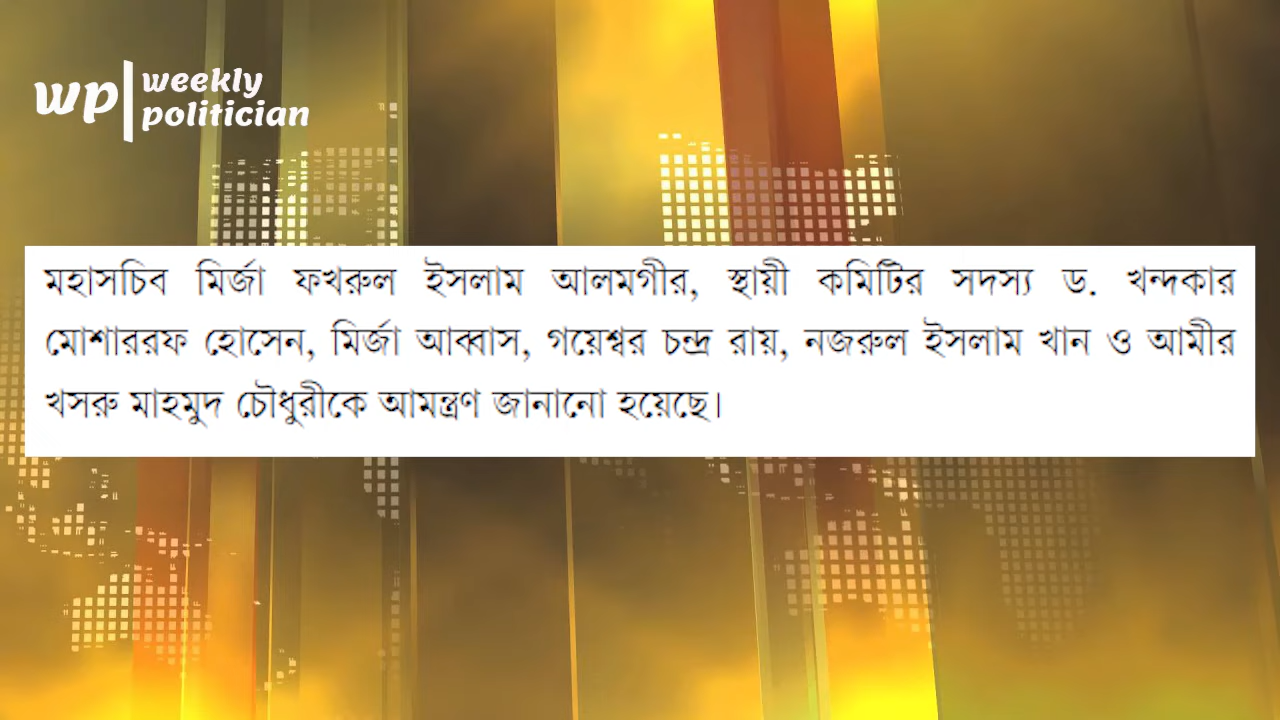 wp weekly
politician
মহাসচিব মির্জা ফখরুল ইসলাম আলমগীর, স্থায়ী কমিটির সদস্য ড. খন্দকার
মোশাররফ হোসেন, মির্জা আব্বাস, গয়েশ্বর চন্দ্র রায়, নজরুল ইসলাম খান ও আমীর
খসরু মাহমুদ চৌধুরীকে আমন্ত্রণ জানানো হয়েছে।